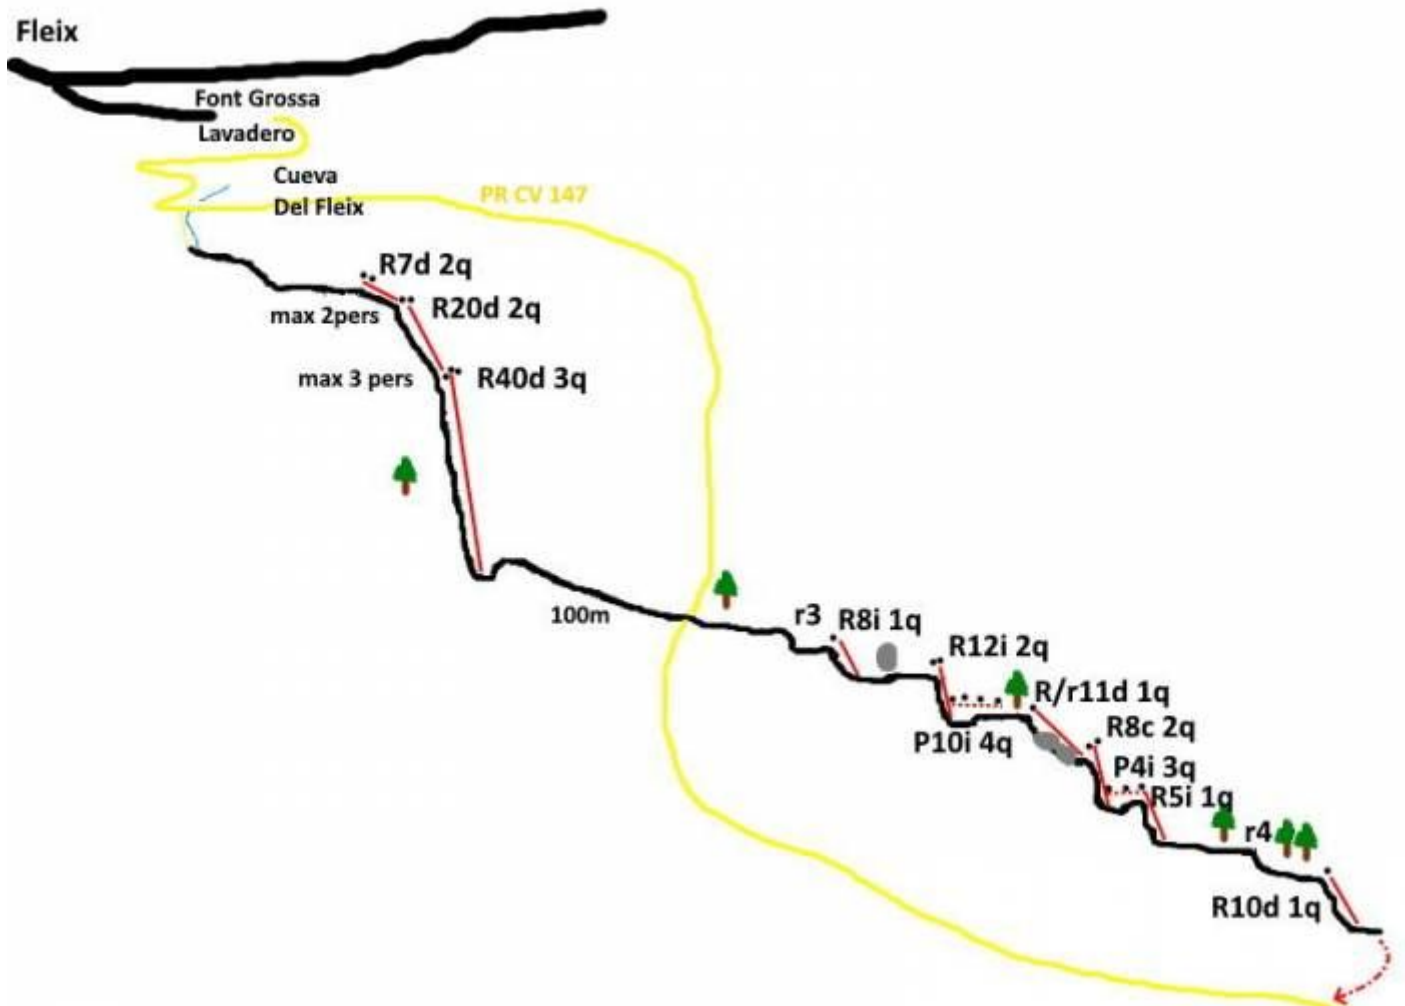 Fleix
Font Grossa
Lavadero
Cueva
Del Fleix
PR CV 147
R7d 2q
max 2pers
R20d 2q
max 3 pers
R40d 3q
100m
r3
R8i 1q
R12i 2q
R/r11d 1q
P10i 4q
R8c 2q
P4i 3q
R5i 1q
r4
R10d 1q